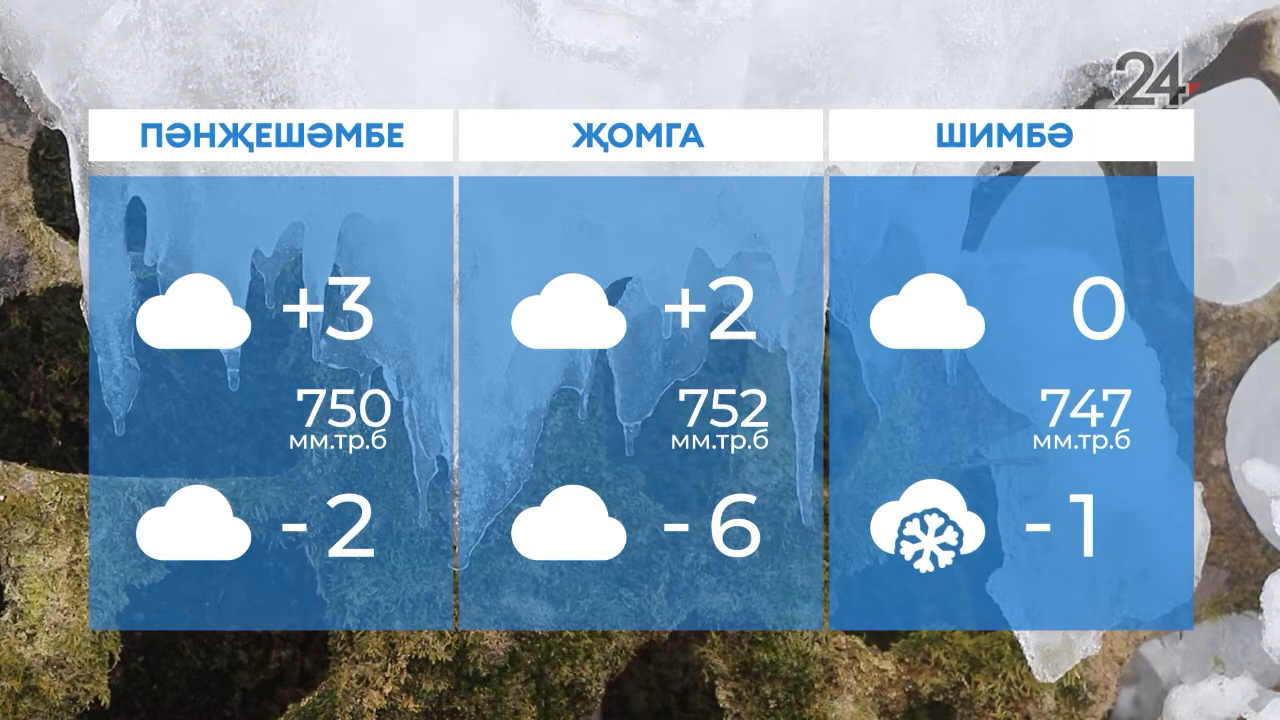 24
ПӘНҖЕШӘМБЕ
ҖОМГА
ШИМБӘ
+3
+2
0
750
мм.тр.б
752
мм.тр.б
747
мм.тр.б
- 2
- 6
- 1